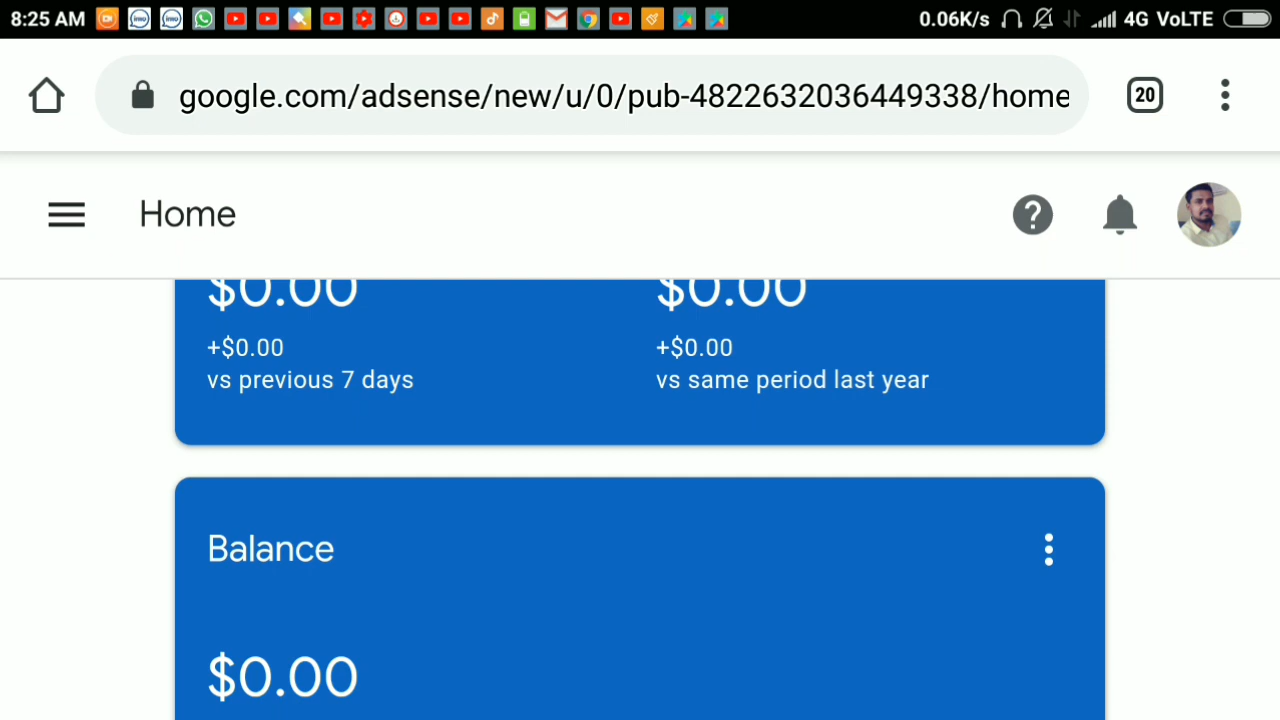 8:25 AM 0.06K/s 4G VoLTE
google.com/adsense/new/u/0/pub-4822632036449338/home
20
Home
$0.00 $0.00
+$0.00 +$0.00
vs previous 7 days vs same period last year
Balance
$0.00